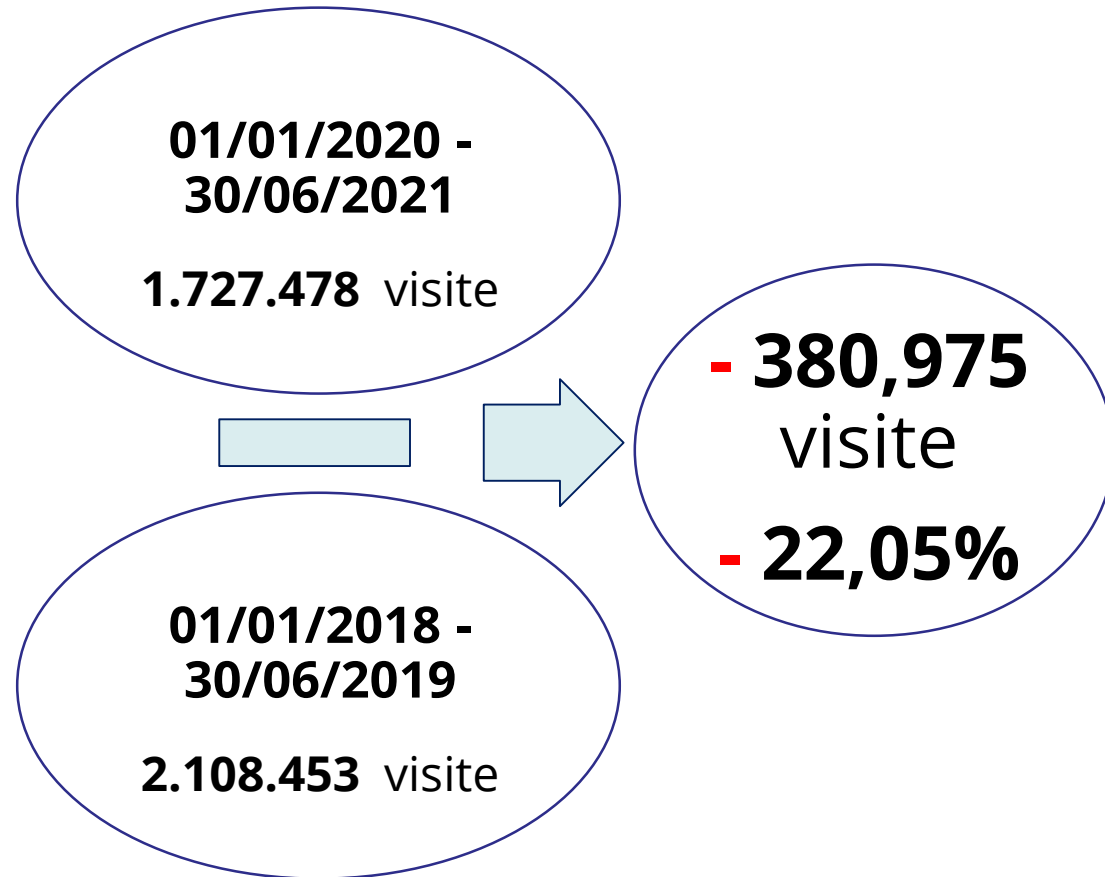 01/01/2020 -
30/06/2021
1.727.478 visite
- 380,975
visite
- 22,05%
01/01/2018 -
30/06/2019
2.108.453 visite